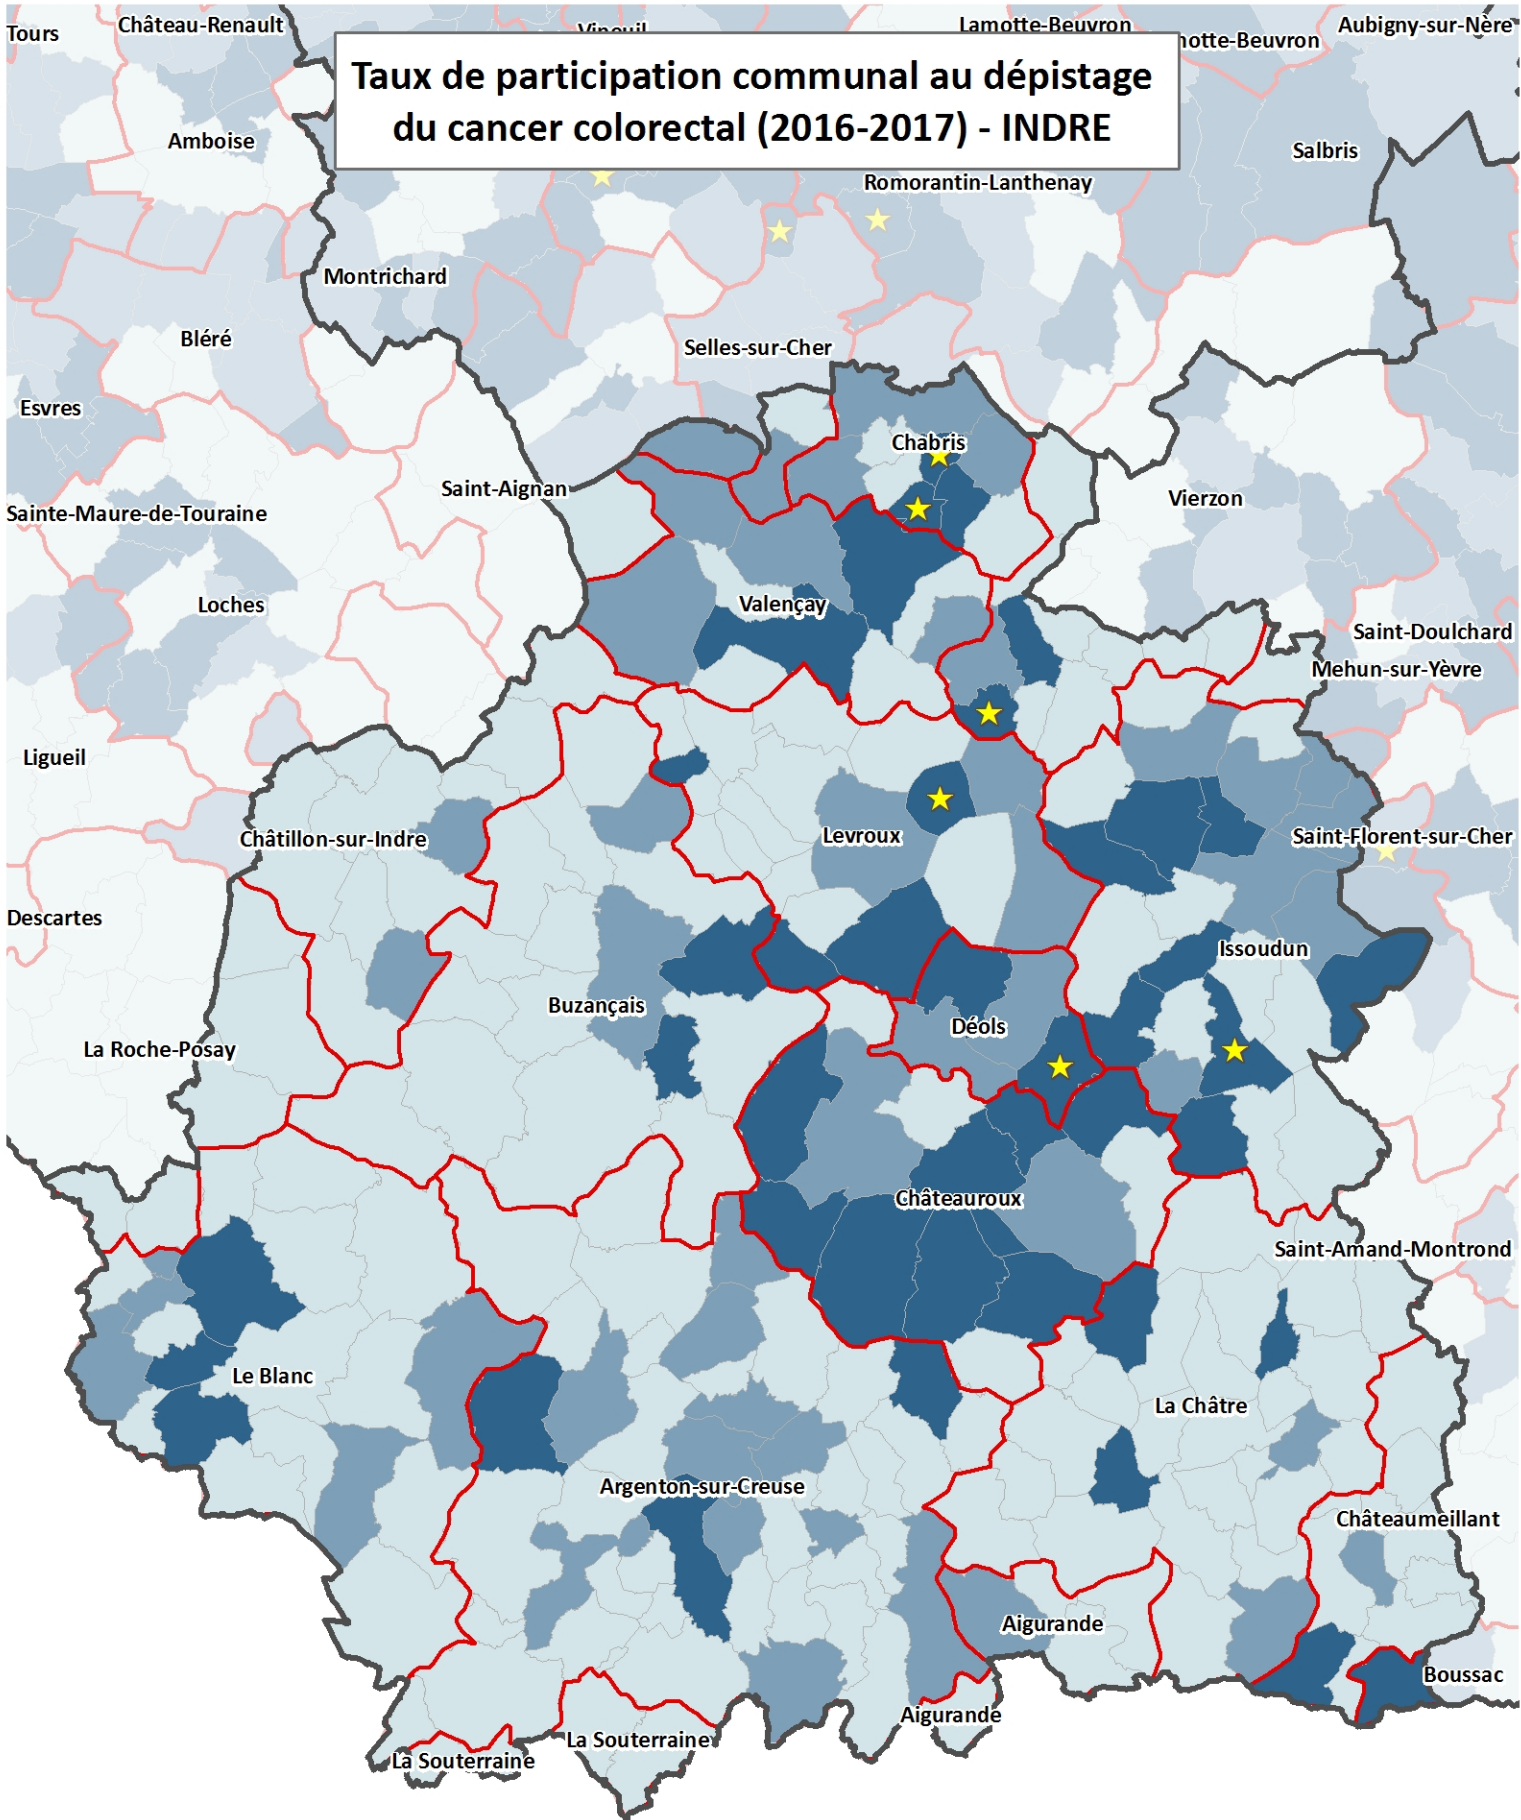 Tours
Château-Renault
Lamotte-Beuvron
Aubigny-sur-Nère
Taux de participation communal au dépistage
du cancer colorectal (2016-2017) - INDRE
Amboise
Salbris
Romorantin-Lanthenay
Montrichard
Bléré
Selles-sur-Cher
Esvres
Chabris
Saint-Aignan
Vierzon
Sainte-Maure-de-Touraine
Loches
Valençay
Saint-Doulchard
Mehun-sur-Yèvre
Ligueil
Châtillon-sur-Indre
Levroux
Saint-Florent-sur-Cher
Descartes
Issoudun
Buzançais
Déols
La Roche-Posay
Châteauroux
Saint-Amand-Montrond
Le Blanc
La Châtre
Argenton-sur-Creuse
Châteaumeillant
Aigurande
Boussac
Aigurande
La Souterraine
La Souterraine